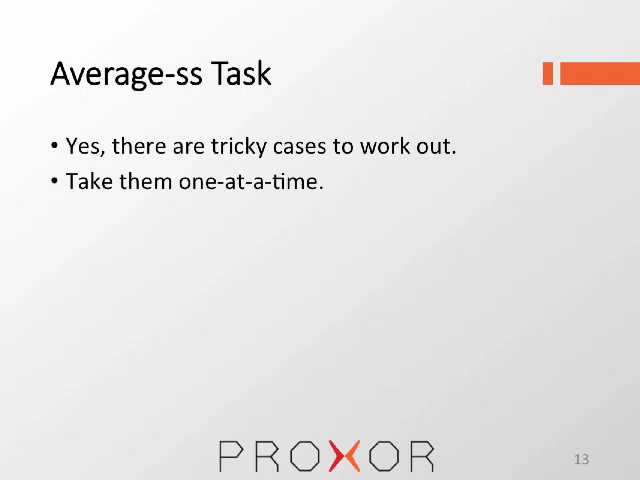 Average-ss Task
• Yes, there are tricky cases to work out.
• Take them one-at-a-time.
PROXOR
13